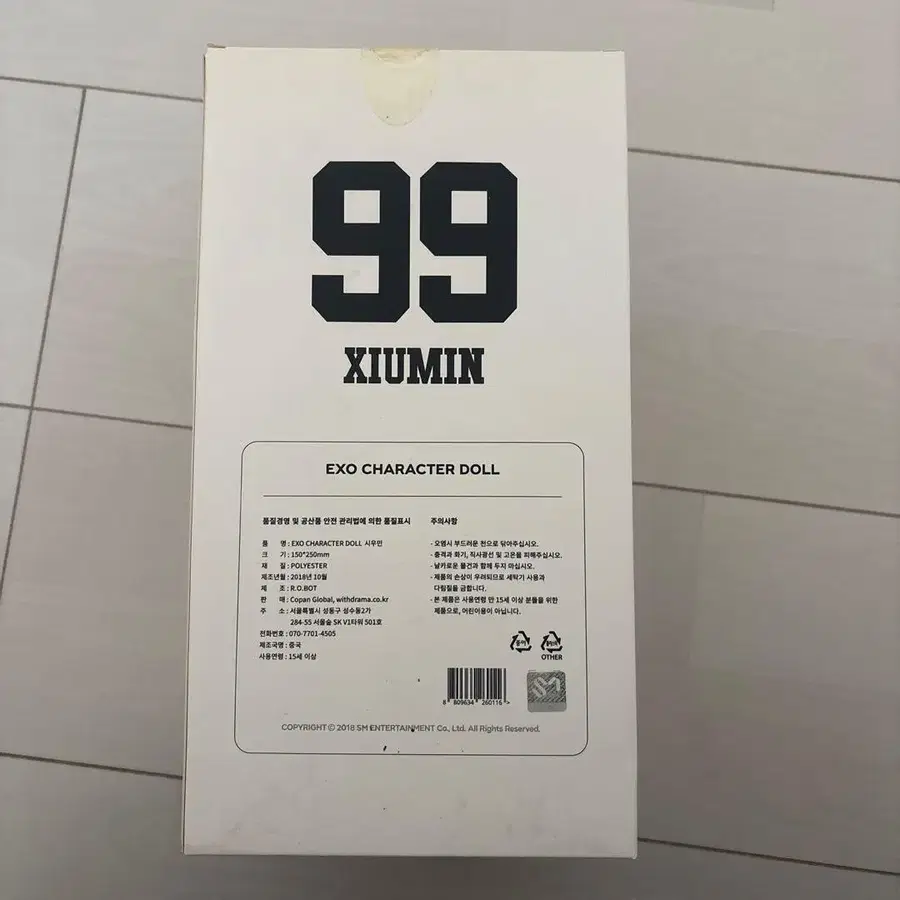 99
XIUMIN
EXO CHARACTER DOLL
품질경영 및 공산품 안전 관리법에 의한 품질표시
품 명 : EXO CHARACTER DOLL 시우민
크 기 : 150*250mm
재 질 : POLYESTER
제조년월 : 2018년 10월
제 조 : R.O.BOT
판 매 : Copan Global, withdrama.co.kr
주 소 : 서울특별시 성동구 성수동2가
284-55 서울숲 SK V1타워 501호
전화번호 : 070-7701-4505
제조국명 : 중국
사용연령 : 15세 이상
주의사항
- 오염시 부드러운 천으로 닦아주십시오.
- 충격과 화기, 직사광선 및 고온을 피해주십시오.
- 날카로운 물건과 함께 두지 마십시오.
- 제품의 손상이 우려되므로 세탁기 사용과
다림질을 금합니다.
- 본 제품은 사용연령 만 15세 이상 분들을 위한
제품으로, 어린이용이 아닙니다.
종이
OTHER
8 809634 260116 >
SM
COPYRIGHT © 2018 SM ENTERTAINMENT Co., Ltd. All Rights Reserved.